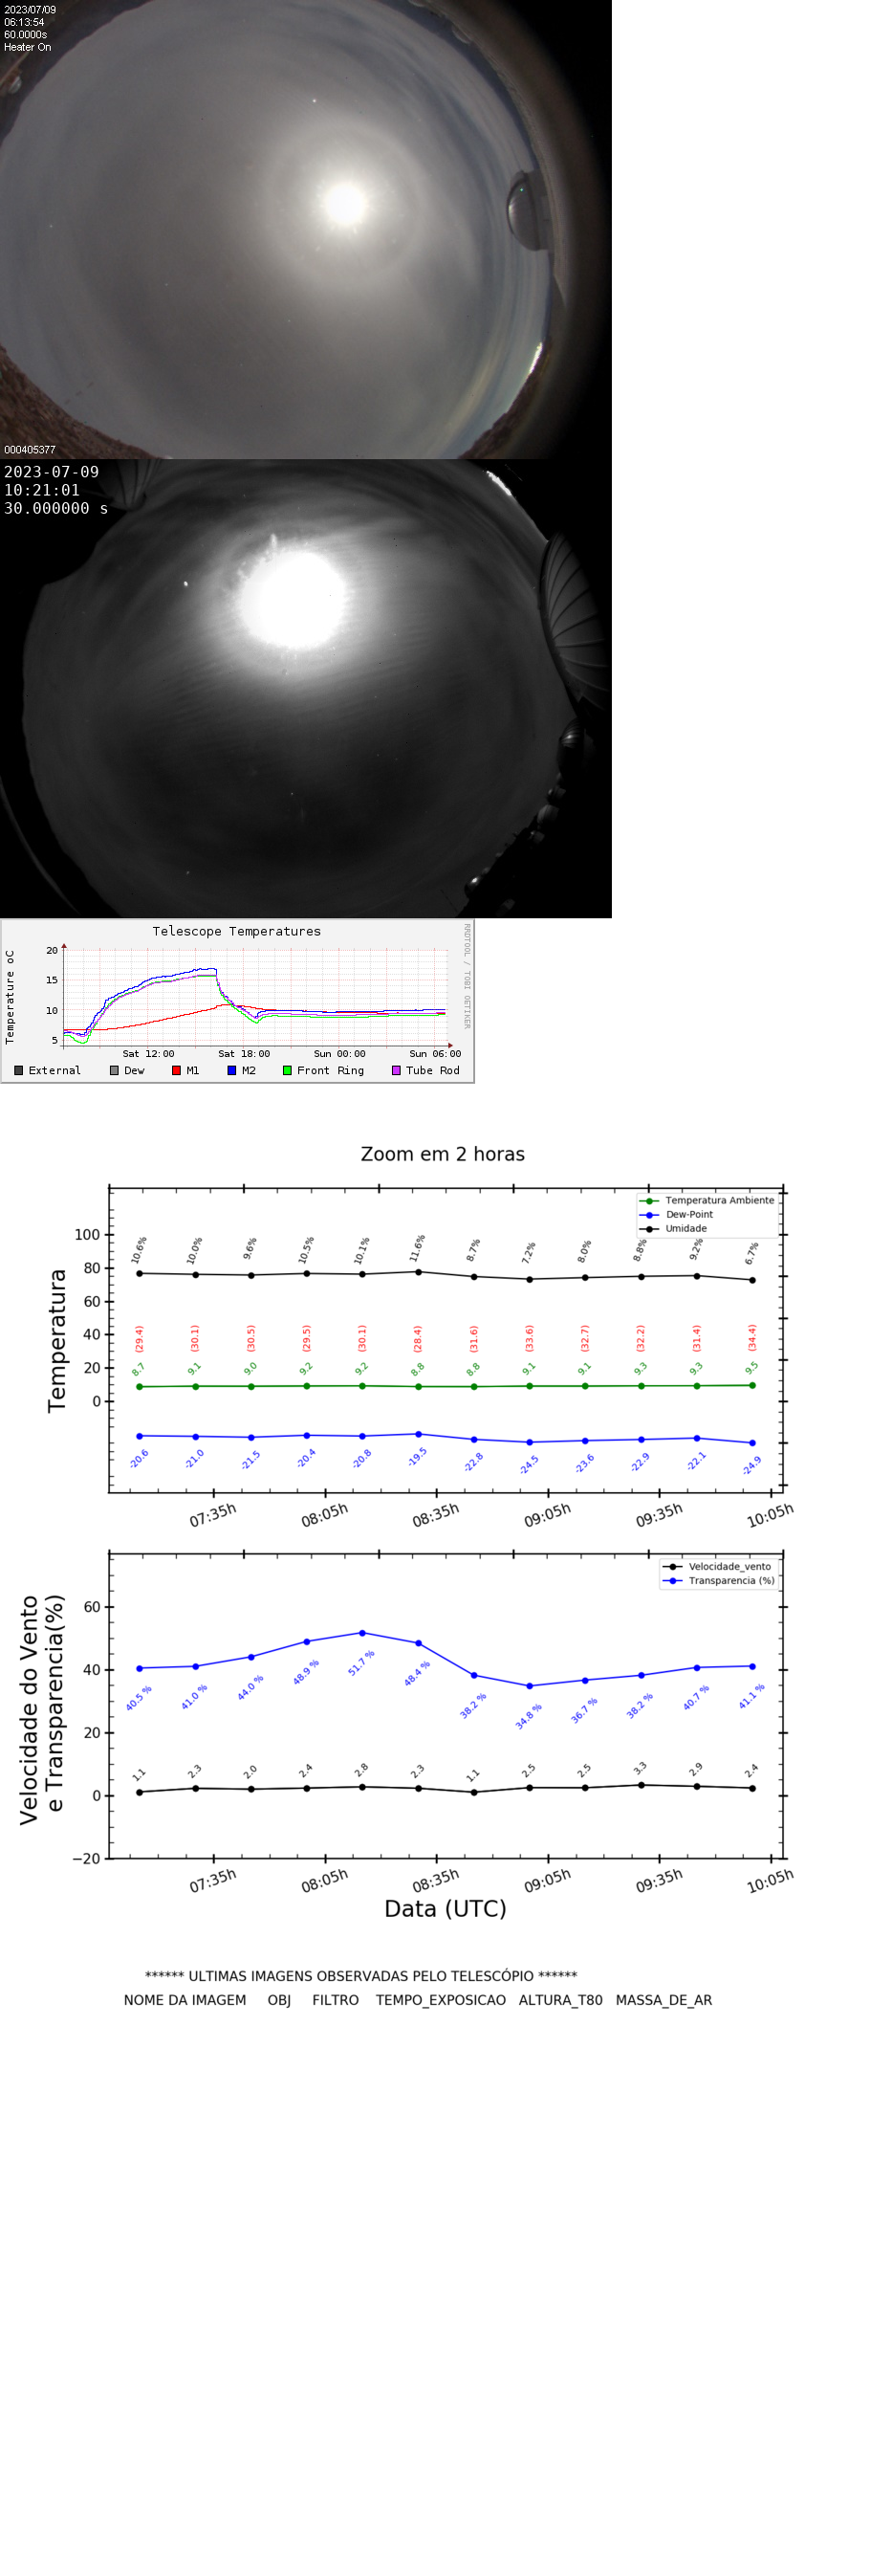 2023/07/09
06:13:54
60.0000s
Heater On
000405377
2023-07-09
10:21:01
30.000000 s
Telescope Temperatures
RRDTOOL / TOBI OETIKER
Temperature oC
20
15
10
5
Sat 12:00 Sat 18:00 Sun 00:00 Sun 06:00
External Dew M1 M2 Front Ring Tube Rod
Zoom em 2 horas
Temperatura Ambiente
Dew-Point
Umidade
Temperatura
100
80
60
40
20
0
10.6% 10.0% 9.6% 10.5% 10.1% 11.6% 8.7% 7.2% 8.0% 8.8% 9.2% 6.7%
(29.4) (30.1) (30.5) (29.5) (30.1) (28.4) (31.6) (33.6) (32.7) (32.2) (31.4) (34.4)
8.7 9.1 9.0 9.2 9.2 8.8 8.8 9.1 9.1 9.3 9.3 9.5
-20.6 -21.0 -21.5 -20.4 -20.8 -19.5 -22.8 -24.5 -23.6 -22.9 -22.1 -24.9
07:35h 08:05h 08:35h 09:05h 09:35h 10:05h
Velocidade_vento
Transparencia (%)
Velocidade do Vento
e Transparencia(%)
60
40
20
0
−20
40.5 % 41.0 % 44.0 % 48.9 % 51.7 % 48.4 % 38.2 % 34.8 % 36.7 % 38.2 % 40.7 % 41.1 %
1.1 2.3 2.0 2.4 2.8 2.3 1.1 2.5 2.5 3.3 2.9 2.4
07:35h 08:05h 08:35h 09:05h 09:35h 10:05h
Data (UTC)
****** ULTIMAS IMAGENS OBSERVADAS PELO TELESCÓPIO ******
NOME DA IMAGEM OBJ FILTRO TEMPO_EXPOSICAO ALTURA_T80 MASSA_DE_AR